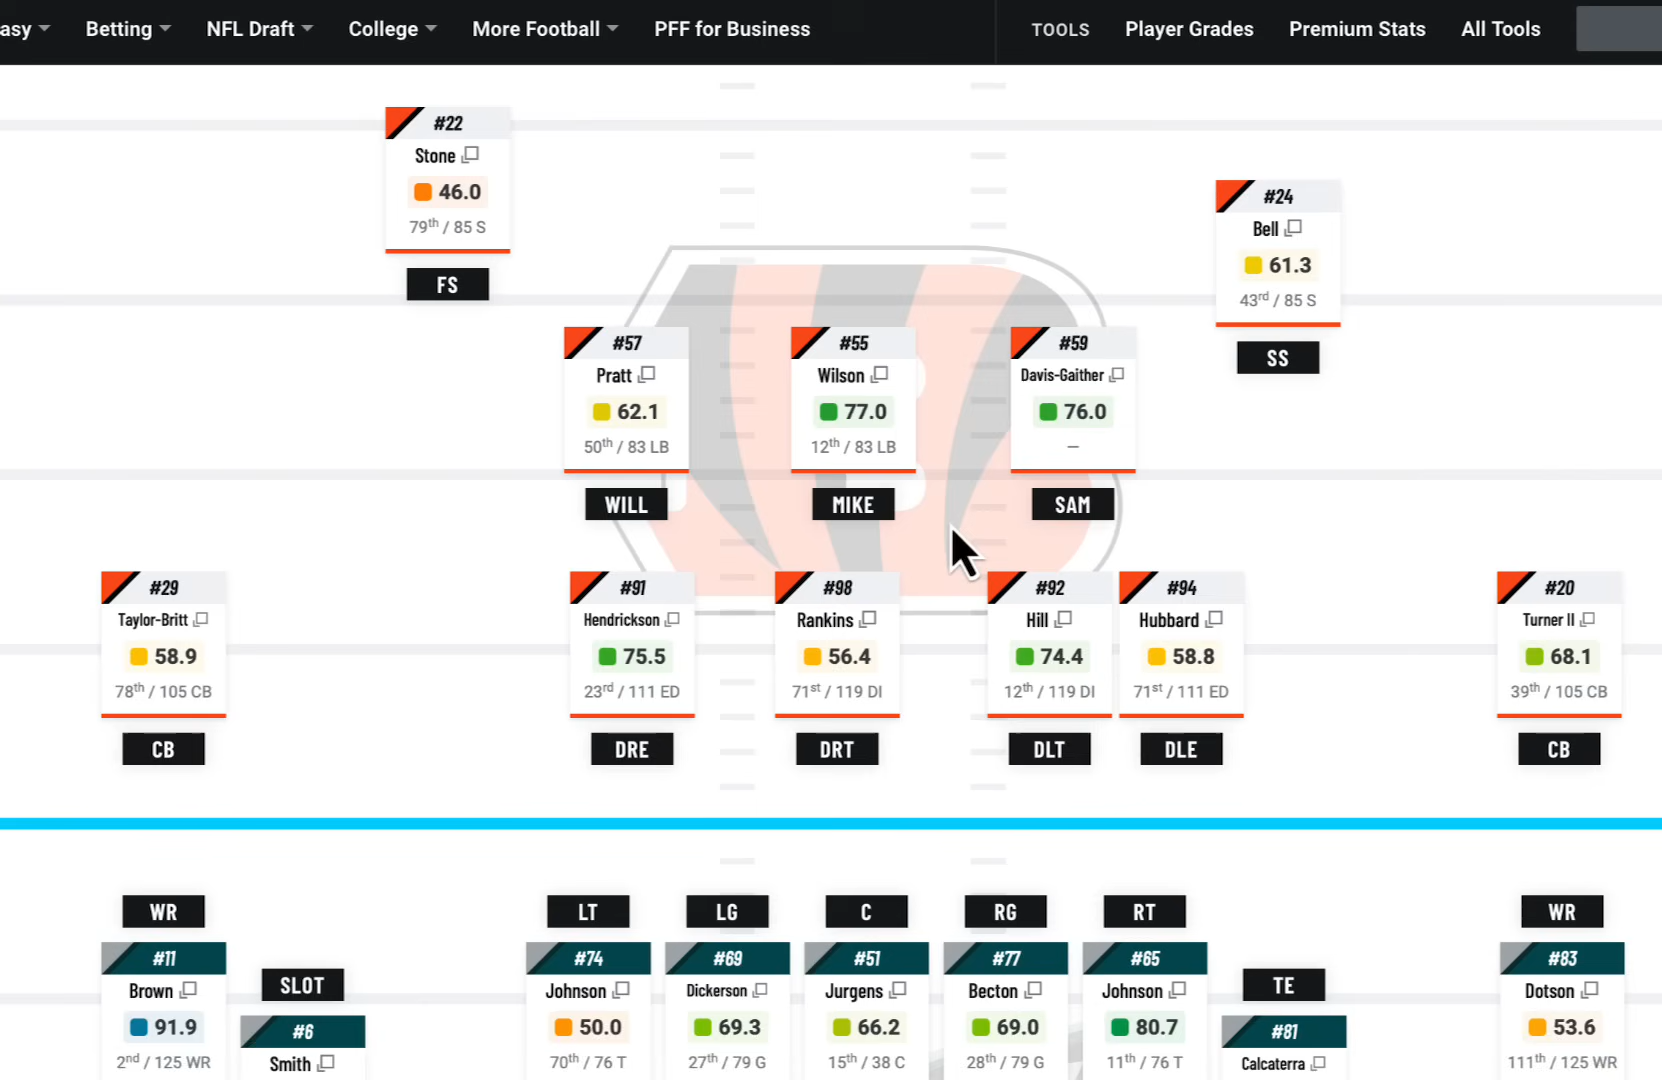 asy Betting NFL Draft College More Football PFF for Business TOOLS Player Grades Premium Stats All Tools
#22
Stone
46.0
79th / 85 S
FS
#24
Bell
61.3
43rd / 85 S
SS
#57
Pratt
62.1
50th / 83 LB
WILL
#55
Wilson
77.0
12th / 83 LB
MIKE
#59
Davis-Gaither
76.0
—
SAM
#29
Taylor-Britt
58.9
78th / 105 CB
CB
#91
Hendrickson
75.5
23rd / 111 ED
DRE
#98
Rankins
56.4
71st / 119 DI
DRT
#92
Hill
74.4
12th / 119 DI
DLT
#94
Hubbard
58.8
71st / 111 ED
DLE
#20
Turner II
68.1
39th / 105 CB
CB
WR
#11
Brown
91.9
2nd / 125 WR
SLOT
#6
Smith
LT
#74
Johnson
50.0
70th / 76 T
LG
#69
Dickerson
69.3
27th / 79 G
C
#51
Jurgens
66.2
15th / 38 C
RG
#77
Becton
69.0
28th / 79 G
RT
#65
Johnson
80.7
11th / 76 T
TE
#81
Calcaterra
WR
#83
Dotson
53.6
111th / 125 WR